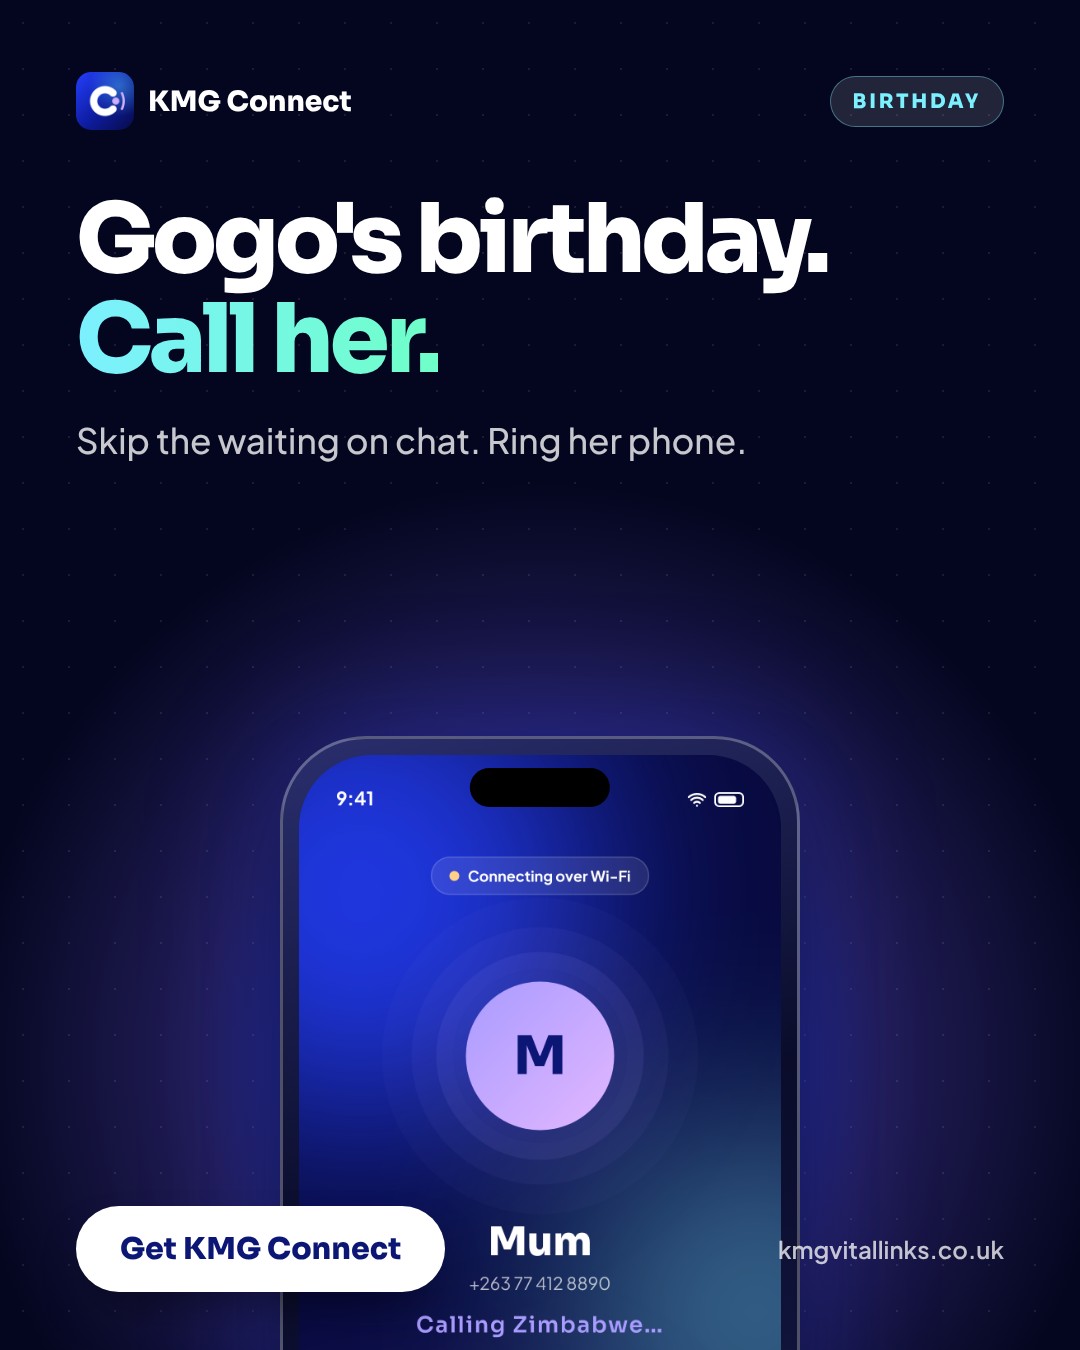 KMG Connect
BIRTHDAY
Gogo's birthday.
Call her.
Skip the waiting on chat. Ring her phone.
9:41
Connecting over Wi-Fi
M
Get KMG Connect
Mum
kmgvitallinks.co.uk
+263 77 412 8890
Calling Zimbabwe...